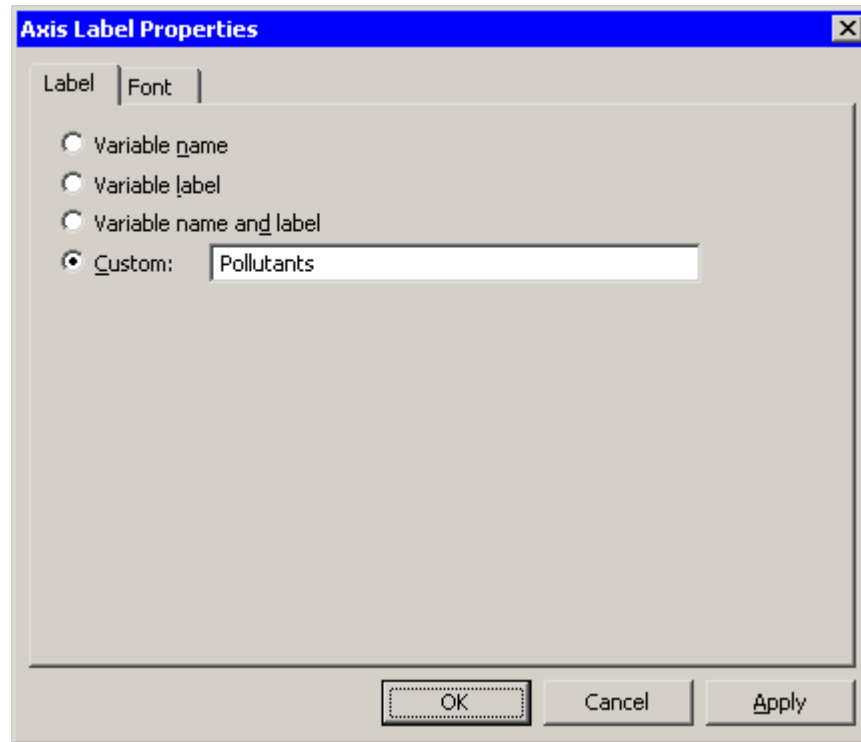 Axis Label Properties
Label Font
Variable name
Variable label
Variable name and label
Custom: Pollutants
OK Cancel Apply